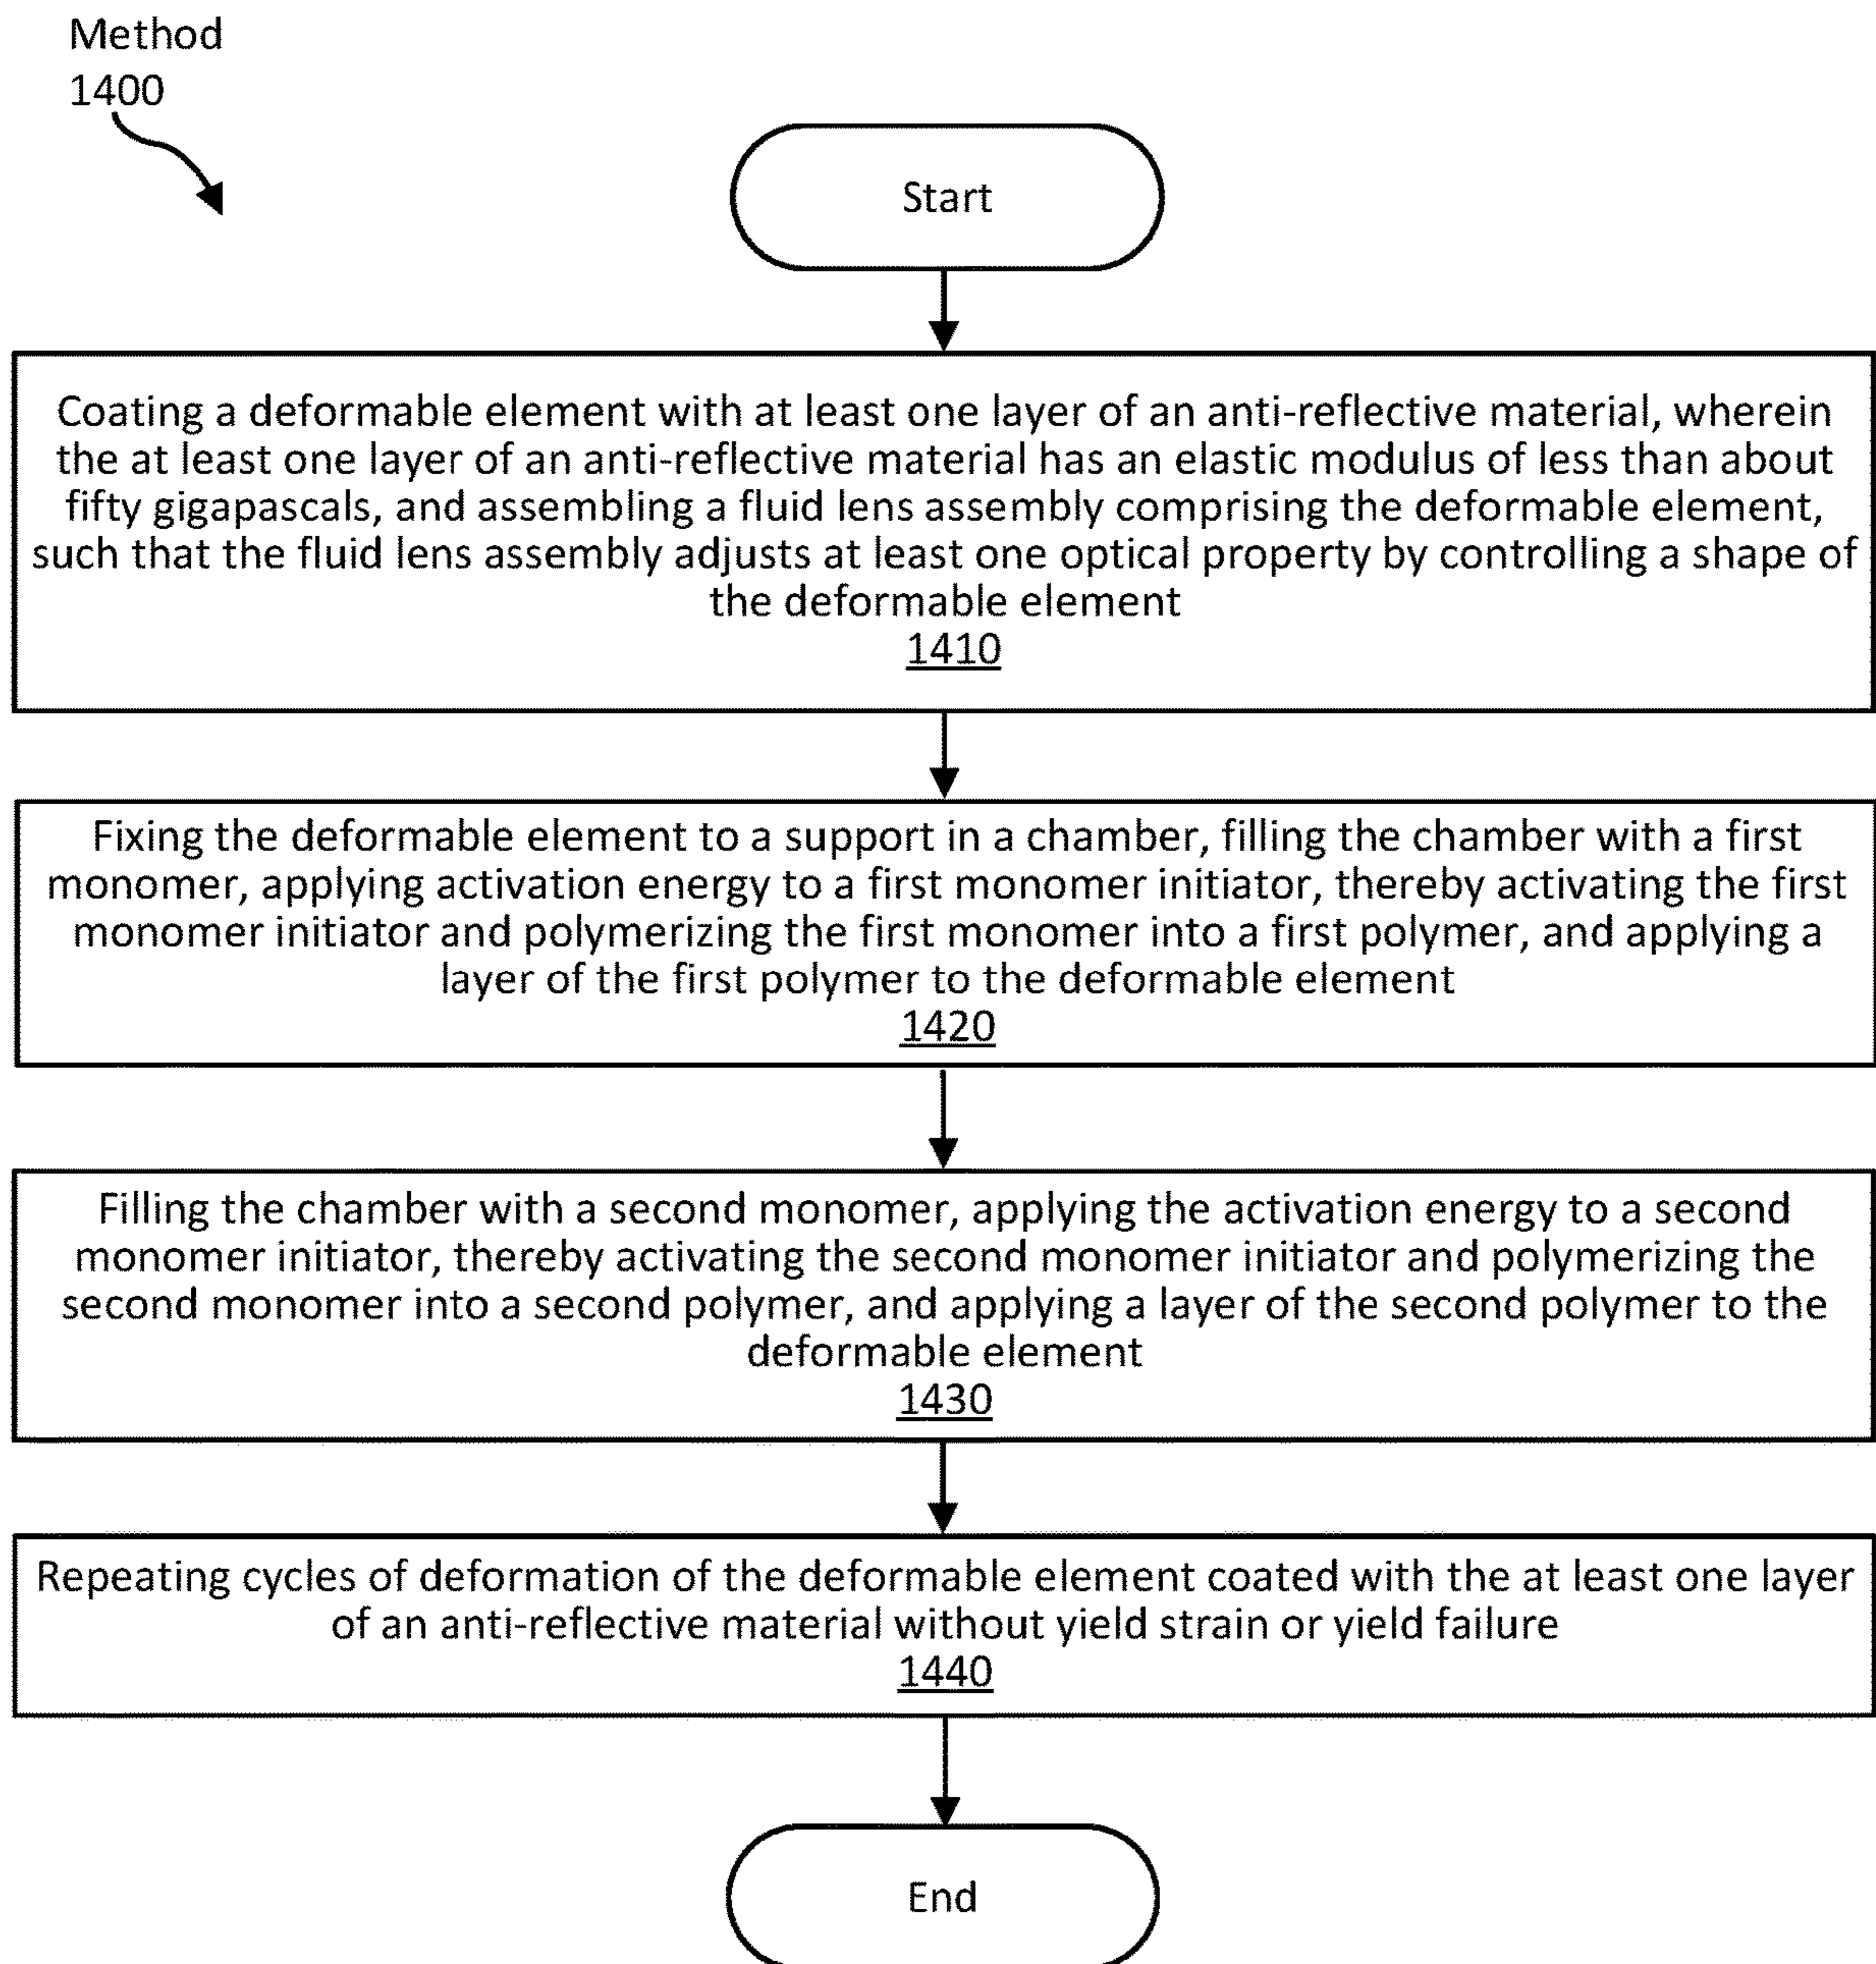 Method
1400
Start
Coating a deformable element with at least one layer of an anti-reflective material, wherein
the at least one layer of an anti-reflective material has an elastic modulus of less than about
fifty gigapascals, and assembling a fluid lens assembly comprising the deformable element,
such that the fluid lens assembly adjusts at least one optical property by controlling a shape of
the deformable element
1410
Fixing the deformable element to a support in a chamber, filling the chamber with a first
monomer, applying activation energy to a first monomer initiator, thereby activating the first
monomer initiator and polymerizing the first monomer into a first polymer, and applying a
layer of the first polymer to the deformable element
1420
Filling the chamber with a second monomer, applying the activation energy to a second
monomer initiator, thereby activating the second monomer initiator and polymerizing the
second monomer into a second polymer, and applying a layer of the second polymer to the
deformable element
1430
Repeating cycles of deformation of the deformable element coated with the at least one layer
of an anti-reflective material without yield strain or yield failure
1440
End